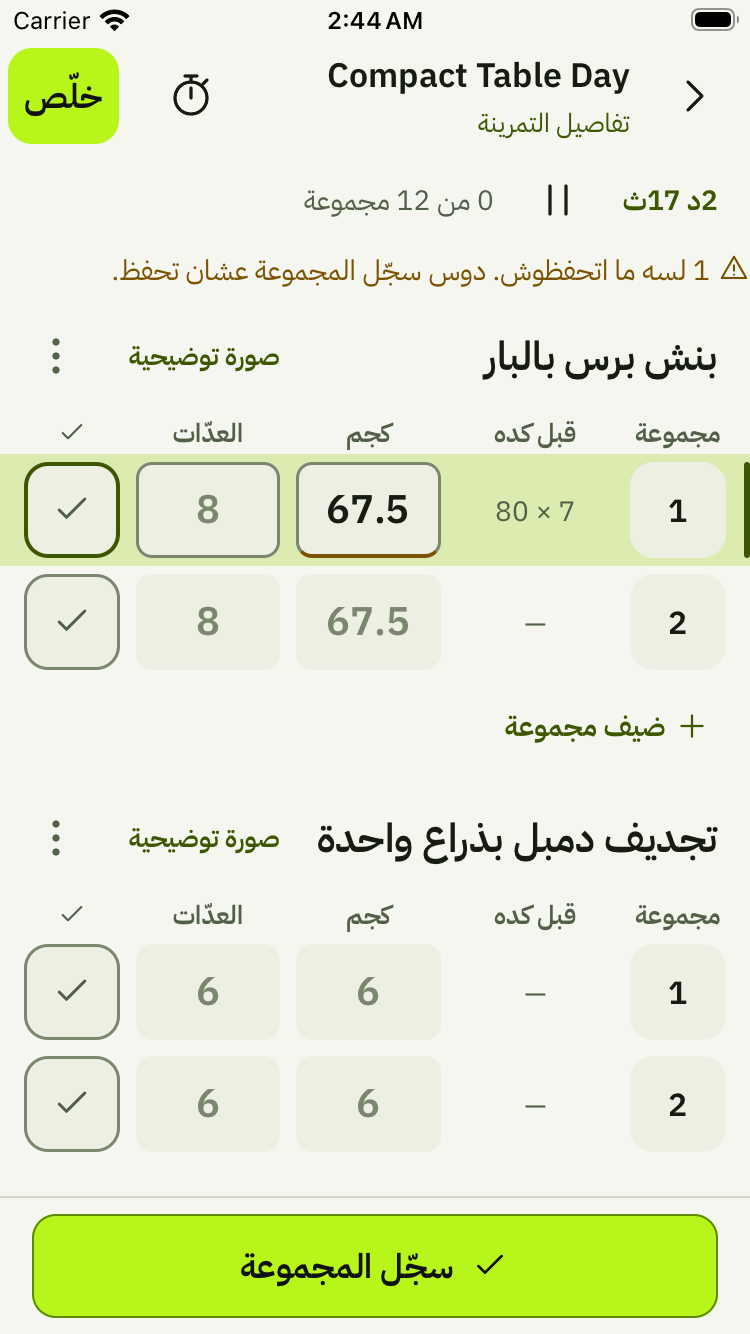 Carrier 2:44 AM
Compact Table Day
خلّص
تفاصيل التمرينة
2د 17ث 0 من 12 مجموعة
1 لسه ما اتحفظوش. دوس سجّل المجموعة عشان تحفظ.
بنش برس بالبار صورة توضيحية
مجموعة قبل كده كجم العدّات ✓
1 80 × 7 67.5 8 ✓
2 – 67.5 8 ✓
+ ضيف مجموعة
تجديف دمبل بذراع واحدة صورة توضيحية
مجموعة قبل كده كجم العدّات ✓
1 – 6 6 ✓
2 – 6 6 ✓
✓ سجّل المجموعة